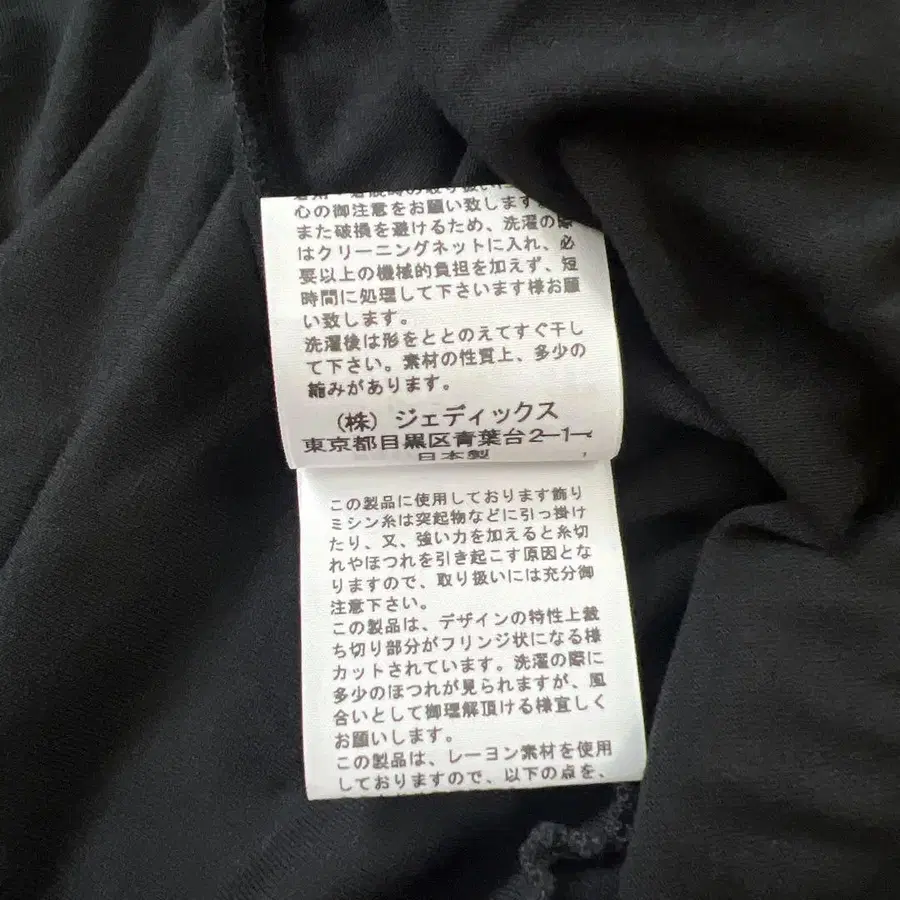 心の御注意をお願い致します。
また破損を避けるため、洗濯の際
はクリーニングネットに入れ、必
要以上の機械的負担を加えず、短
時間に処理して下さいます様お願
い致します。
洗濯後は形をととのえてすぐ干し
て下さい。素材の性質上、多少の
縮みがあります。
(株) ジェディックス
東京都目黒区青葉台2-1-
日本製
この製品に使用しております飾り
ミシン糸は突起物などに引っ掛け
たり、又、強い力を加えると糸切
れやほつれを引き起こす原因とな
りますので、取り扱いには充分御
注意下さい。
この製品は、デザインの特性上裁
ち切り部分がフリンジ状になる様
カットされています。洗濯の際に
多少のほつれが見られますが、風
合いとして御理解頂ける様宜しく
お願いします。
この製品は、レーヨン素材を使用
しておりますので、以下の点を、